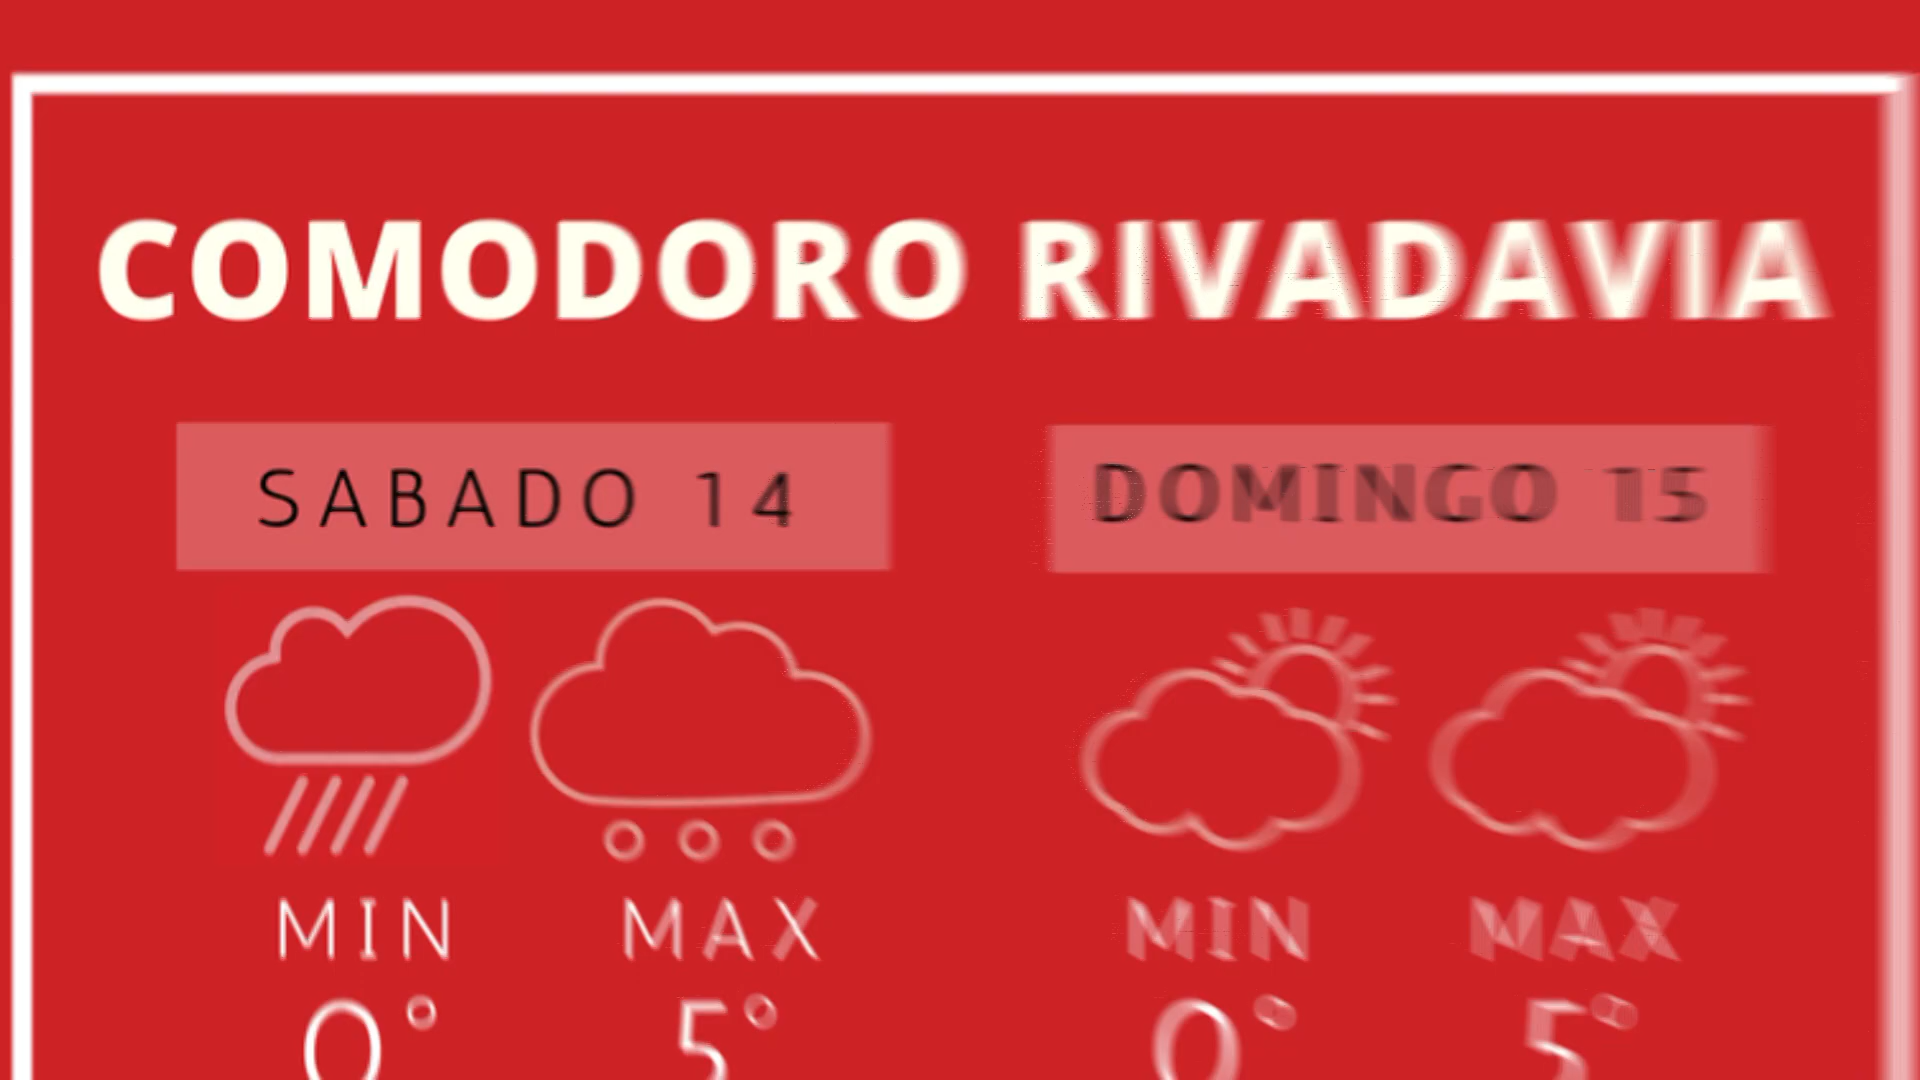 COMODORO RIVADAVIA
SABADO 14
DOMINGO 15
MIN MAX MIN MAX
0° 5° 0° 5°